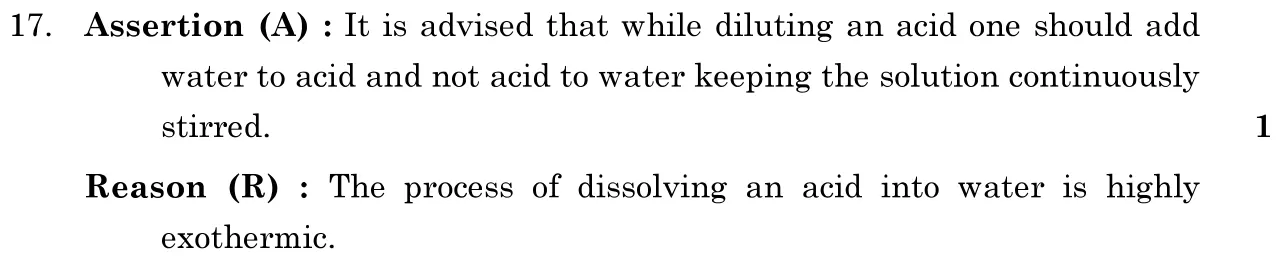 17. Assertion (A) : It is advised that while diluting an acid one should add
water to acid and not acid to water keeping the solution continuously
stirred. 1
Reason (R) : The process of dissolving an acid into water is highly
exothermic.